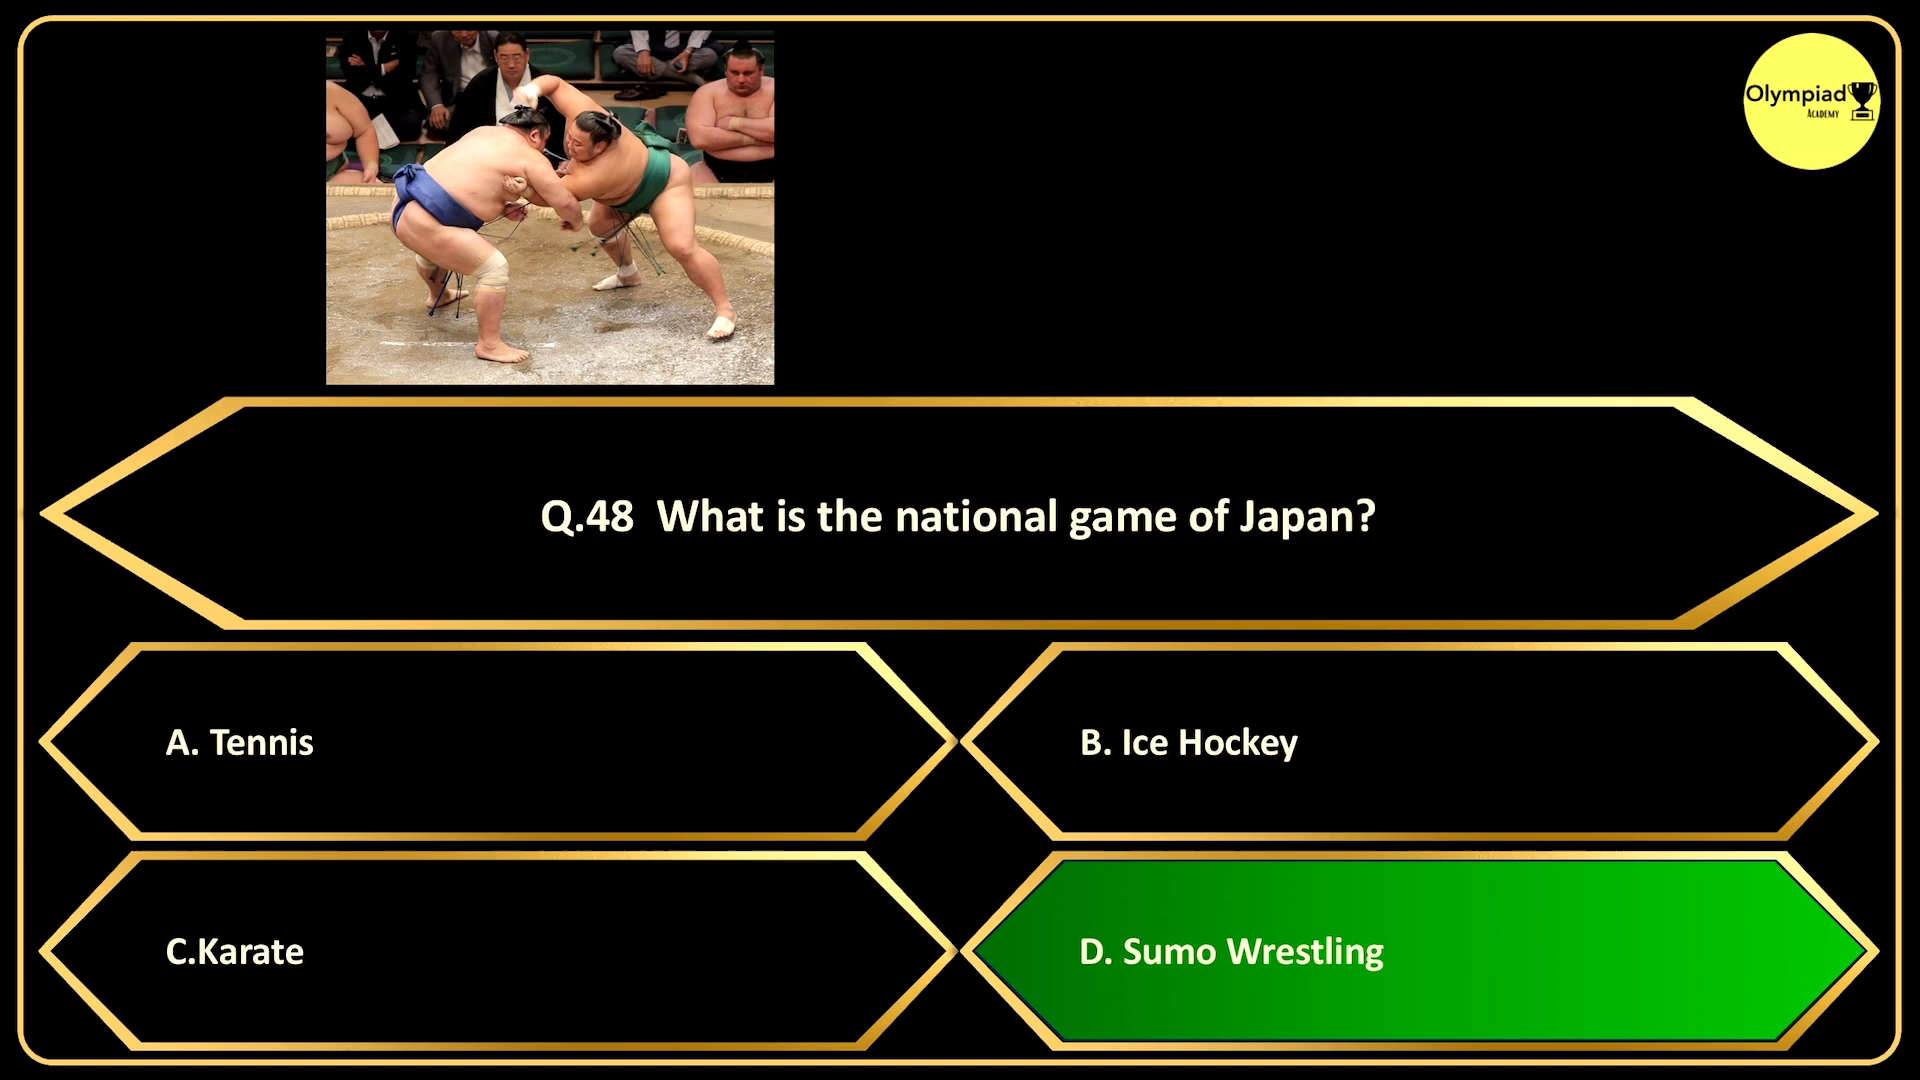 Olympiad
ACADEMY
Q.48  What is the national game of Japan?
A. Tennis
B. Ice Hockey
C.Karate
D. Sumo Wrestling